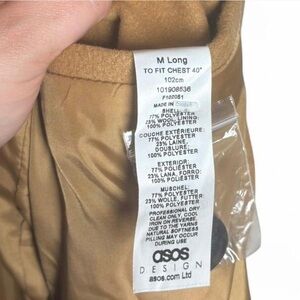 M Long
TO FIT CHEST 40"
102cm
101908536
F102051
MADE IN
SHELL:
77% POLYESTER
23% WOOL, LINING:
100% POLYESTER
COUCHE EXTÉRIEURE:
77% POLYESTER
23% LAINE,
DOUBLURE:
100% POLYESTER
EXTERIOR:
77% POLIÉSTER
23% LANA, FORRO:
100% POLIÉSTER
MUSCHEL:
77% POLYESTER
23% WOLLE, FUTTER:
100% POLYESTER
PROFESSIONAL DRY
CLEAN ONLY, COOL
IRON ON REVERSE.
DUE TO THE YARNS
NATURAL SOFTNESS
PILLING MAY OCCUR
DURING USE
asos
DESIGN
asos.com Ltd